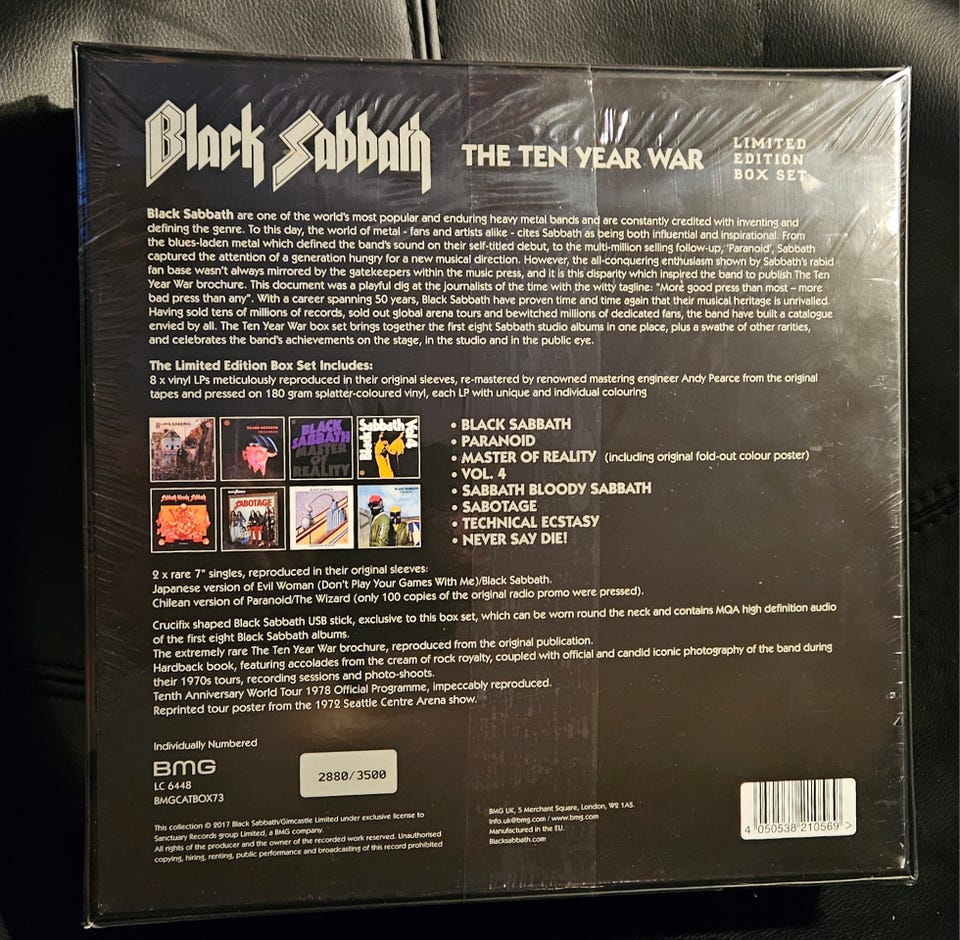 Black Sabbath
THE TEN YEAR WAR
LIMITED
EDITION
BOX SET
Black Sabbath are one of the world's most popular and enduring heavy metal bands and are constantly credited with inventing and
defining the genre. To this day, the world of metal - fans and artists alike - cites Sabbath as being both influential and inspirational. From
the blues-laden metal which defined the band's sound on their self-titled debut, to the multi-million selling follow-up, 'Paranoid', Sabbath
captured the attention of a generation hungry for a new musical direction. However, the all-conquering enthusiasm shown by Sabbath's rabid
fan base wasn't always mirrored by the gatekeepers within the music press, and it is this disparity which inspired the band to publish The Ten
Year War brochure. This document was a playful dig at the journalists of the time with the witty tagline: "More good press than most – more
bad press than any". With a career spanning 50 years, Black Sabbath have proven time and time again that their musical heritage is unrivalled.
Having sold tens of millions of records, sold out global arena tours and bewitched millions of dedicated fans, the band have built a catalogue
envied by all. The Ten Year War box set brings together the first eight Sabbath studio albums in one place, plus a swathe of other rarities,
and celebrates the band's achievements on the stage, in the studio and in the public eye.
The Limited Edition Box Set Includes:
8 x vinyl LPs meticulously reproduced in their original sleeves, re-mastered by renowned mastering engineer Andy Pearce from the original
tapes and pressed on 180 gram splatter-coloured vinyl, each LP with unique and individual colouring
BLACK
SABBATH
MASTER
OF
REALITY
Black Sabbath Vol 4
Sabbath Bloody Sabbath
SABOTAGE
• BLACK SABBATH
• PARANOID
• MASTER OF REALITY (including original fold-out colour poster)
• VOL. 4
• SABBATH BLOODY SABBATH
• SABOTAGE
• TECHNICAL ECSTASY
• NEVER SAY DIE!
2 x rare 7" singles, reproduced in their original sleeves:
Japanese version of Evil Woman (Don't Play Your Games With Me)/Black Sabbath.
Chilean version of Paranoid/The Wizard (only 100 copies of the original radio promo were pressed).
Crucifix shaped Black Sabbath USB stick, exclusive to this box set, which can be worn round the neck and contains MQA high definition audio
of the first eight Black Sabbath albums.
The extremely rare The Ten Year War brochure, reproduced from the original publication.
Hardback book, featuring accolades from the cream of rock royalty, coupled with official and candid iconic photography of the band during
their 1970s tours, recording sessions and photo-shoots.
Tenth Anniversary World Tour 1978 Official Programme, impeccably reproduced.
Reprinted tour poster from the 1972 Seattle Centre Arena show.
Individually Numbered
BMG
LC 6448
BMGCATBOX73
2880/3500
This collection © 2017 Black Sabbath/Gimcastle Limited under exclusive license to
Sanctuary Records group Limited, a BMG company.
All rights of the producer and the owner of the recorded work reserved. Unauthorised
copying, hiring, renting, public performance and broadcasting of this record prohibited
BMG UK, 5 Merchant Square, London, W2 1AS.
info.uk@bmg.com / www.bmg.com
Manufactured in the EU.
Blacksabbath.com
4 050538 210569 >